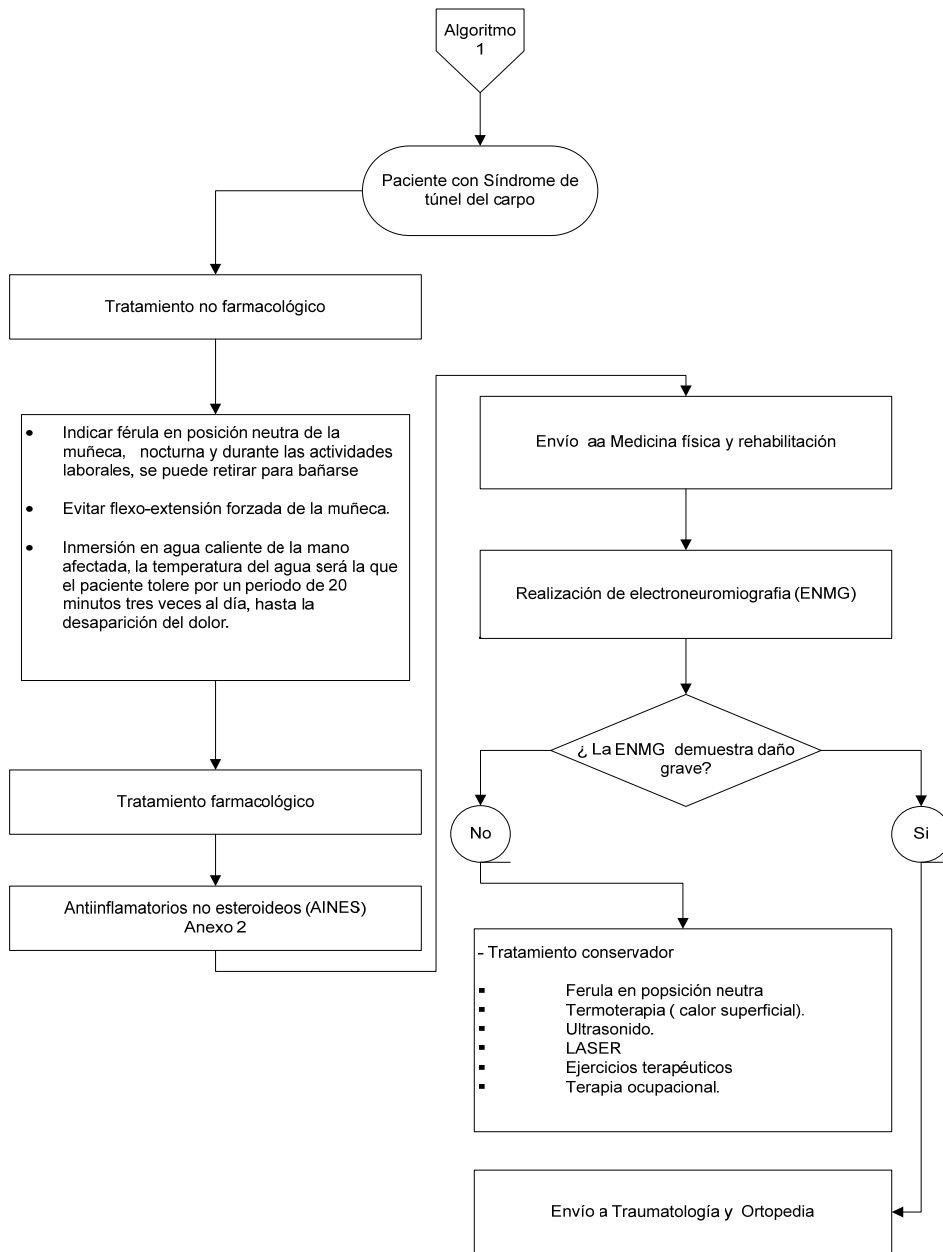 Algoritmo
1
Paciente con Síndrome de
túnel del carpo
Tratamiento no farmacológico
• Indicar férula en posición neutra de la
muñeca, nocturna y durante las actividades
laborales, se puede retirar para bañarse
• Evitar flexo-extensión forzada de la muñeca.
• Inmersión en agua caliente de la mano
afectada, la temperatura del agua será la que
el paciente tolere por un periodo de 20
minutos tres veces al día, hasta la
desaparición del dolor.
Tratamiento farmacológico
Antiinflamatorios no esteroideos (AINES)
Anexo 2
Envío aa Medicina física y rehabilitación
Realización de electroneuromiografia (ENMG)
¿ La ENMG demuestra daño
grave?
No
Si
- Tratamiento conservador
▪ Ferula en popsición neutra
▪ Termoterapia ( calor superficial).
▪ Ultrasonido.
▪ LASER
▪ Ejercicios terapéuticos
▪ Terapia ocupacional.
Envío a Traumatología y Ortopedia